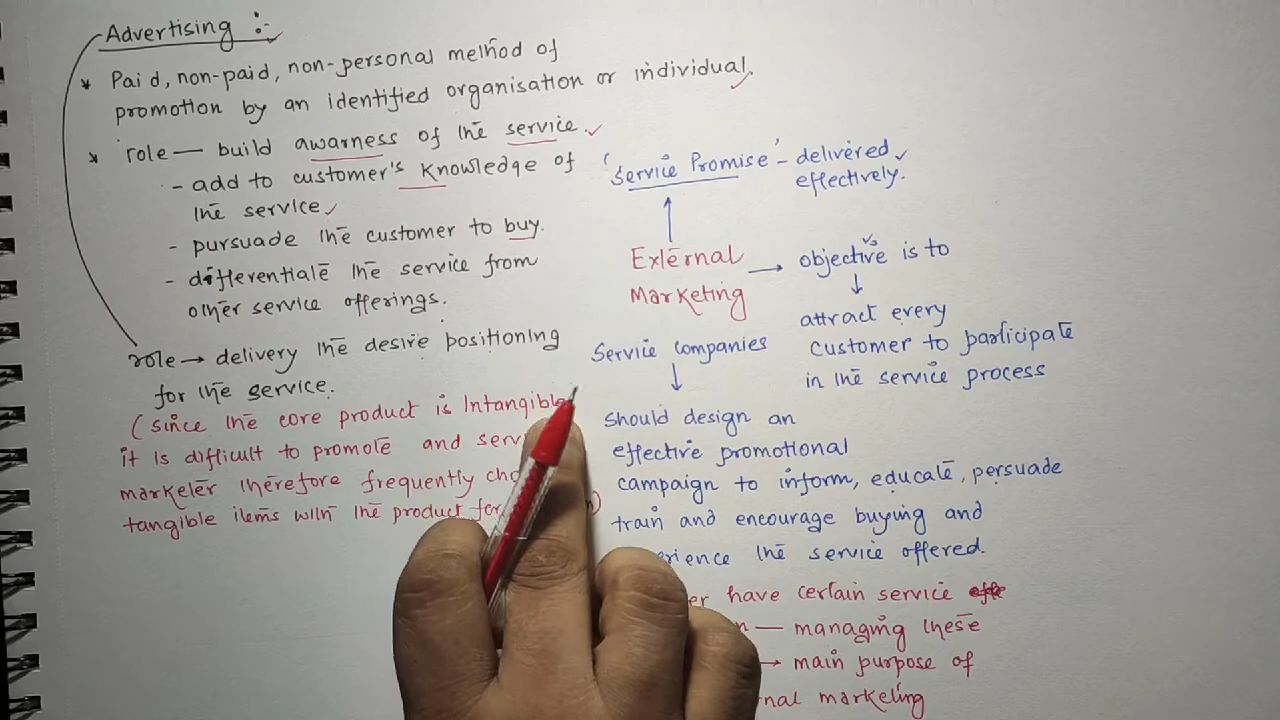 Advertising :-
* Paid, non-paid, non-personal method of
promotion by an identified organisation or individual.
* role — build awarness of the service.
- add to customer's knowledge of
the service
- pursuade the customer to buy.
- differentiate the service from
other service offerings.
role → delivery the desire positioning
for the service.
(since the core product is Intangible
it is difficult to promote and
marketer therefore frequently
tangible items with the product
'Service Promise' - delivered
effectively.
External
Marketing
→ objective is to
attract every
customer to participate
in the service process
Service companies
should design an
effective promotional
campaign to inform, educate, persuade
train and encourage buying and
the service offered.
have certain service
— managing these
→ main purpose of
marketing